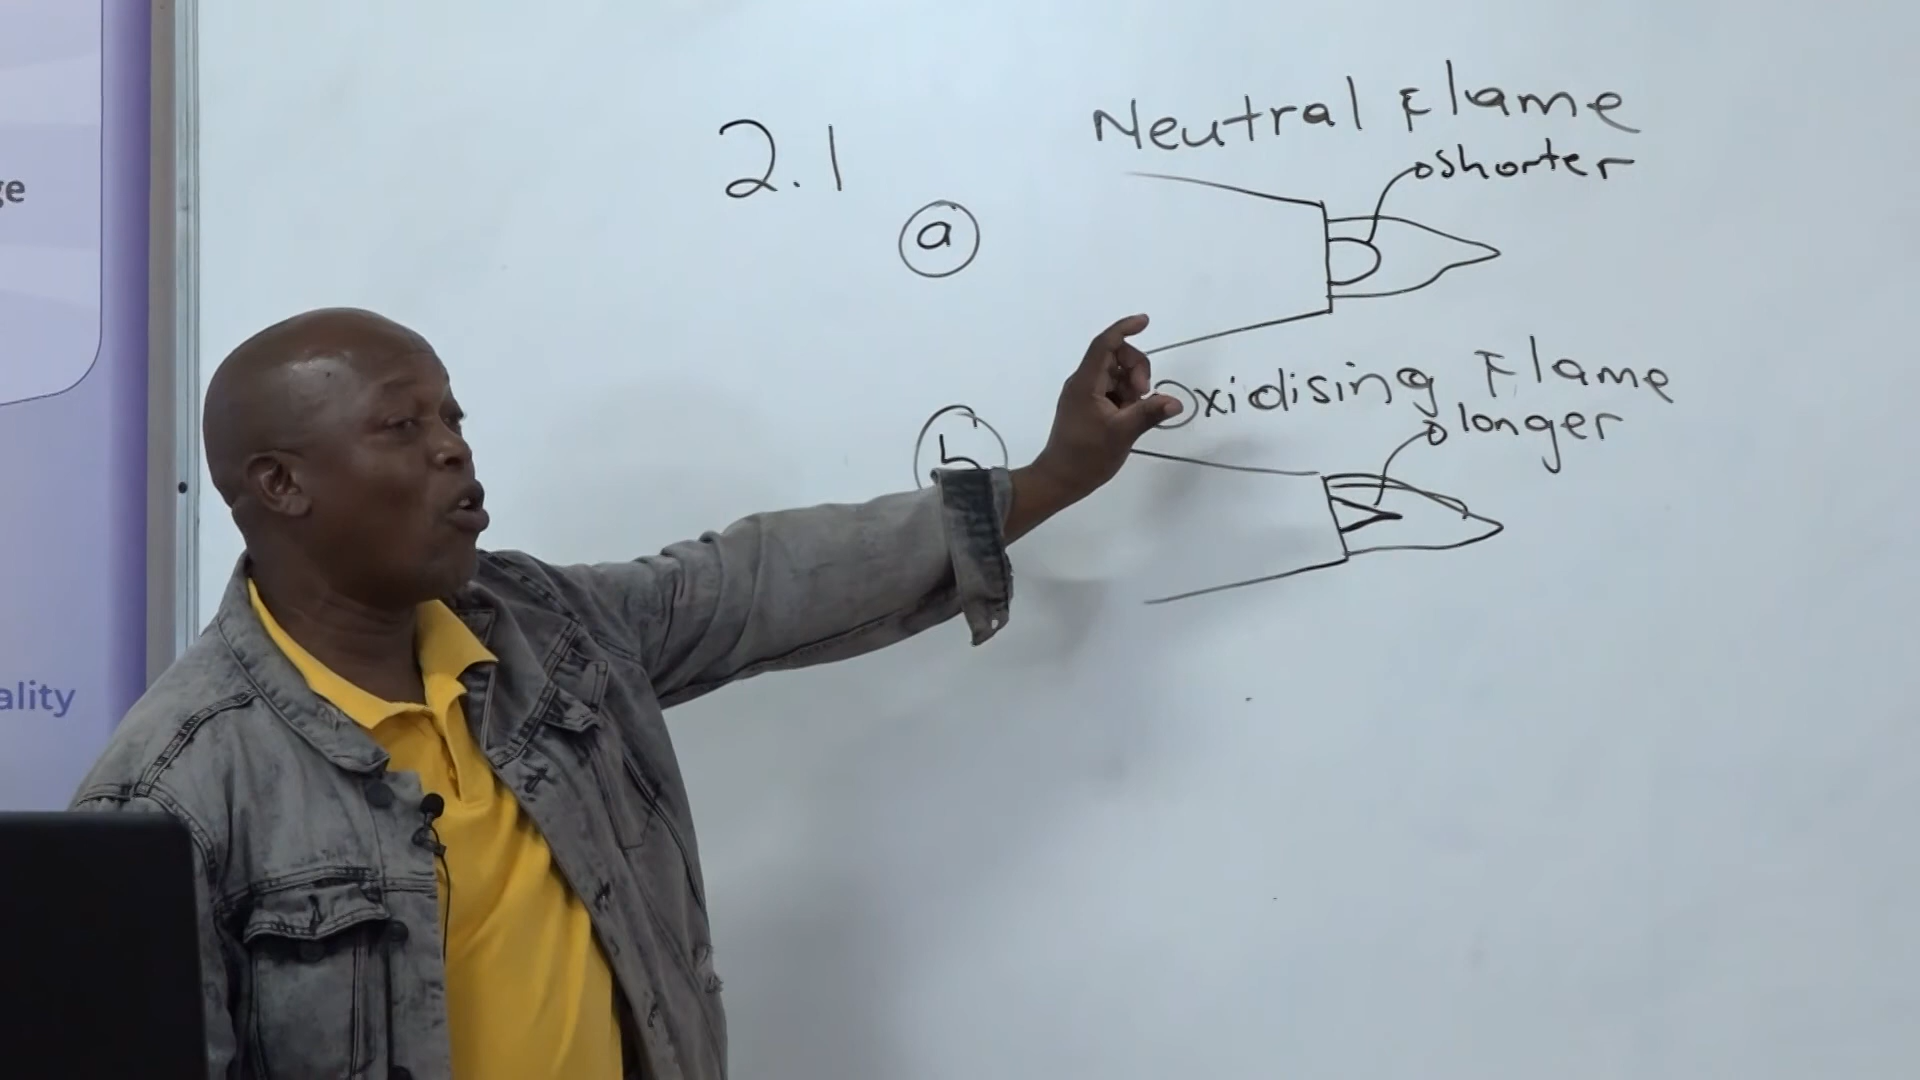 ge
ality
2.1
a
Neutral Flame
shorter
b
Oxidising Flame
longer